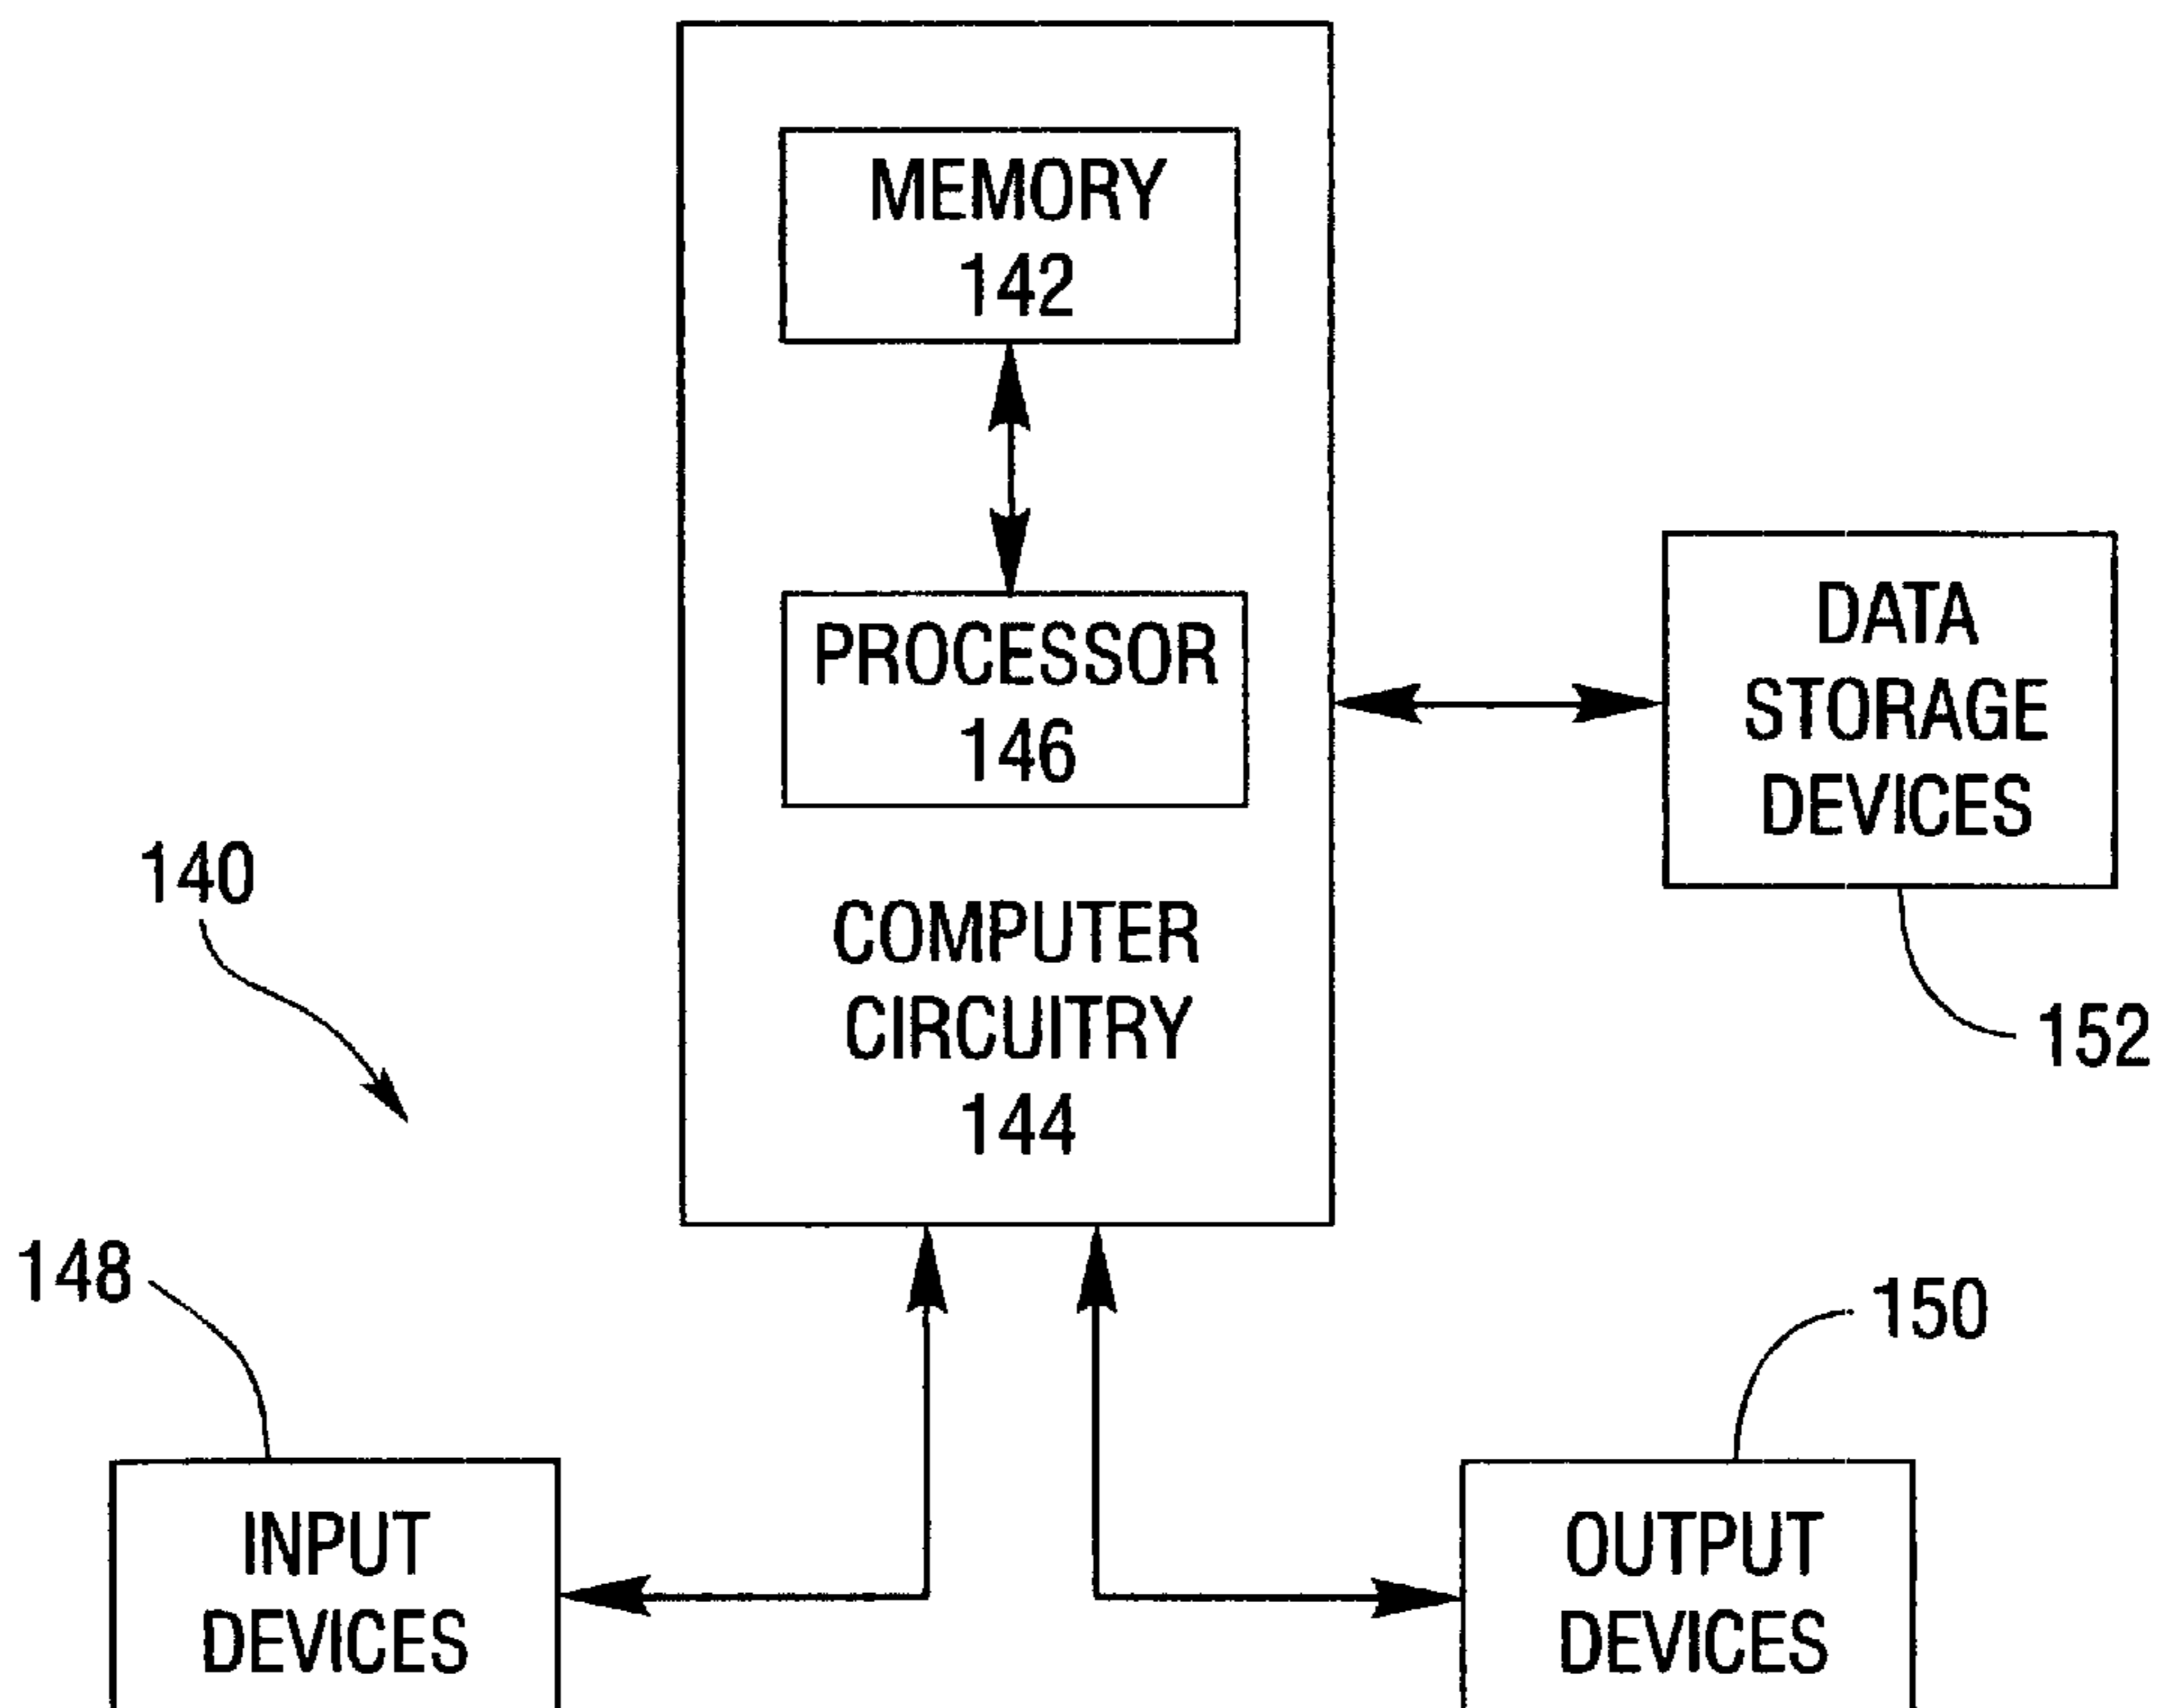 MEMORY
142
PROCESSOR
146
COMPUTER
CIRCUITRY
144
DATA
STORAGE
DEVICES
152
140
148
150
INPUT
DEVICES
OUTPUT
DEVICES